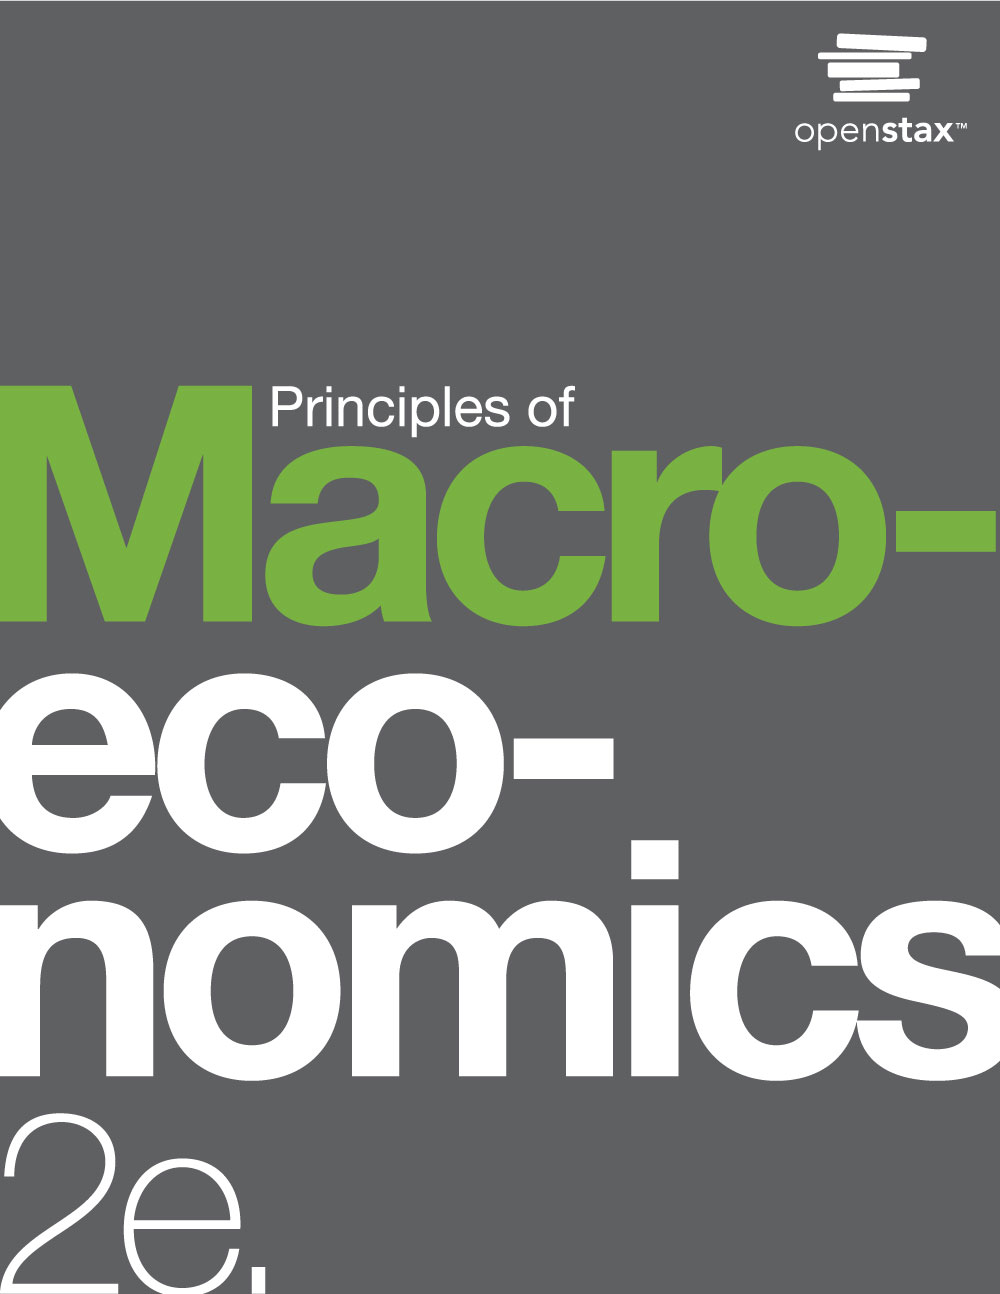 openstax™
Principles of
Macro-
eco-
nomics
2e.